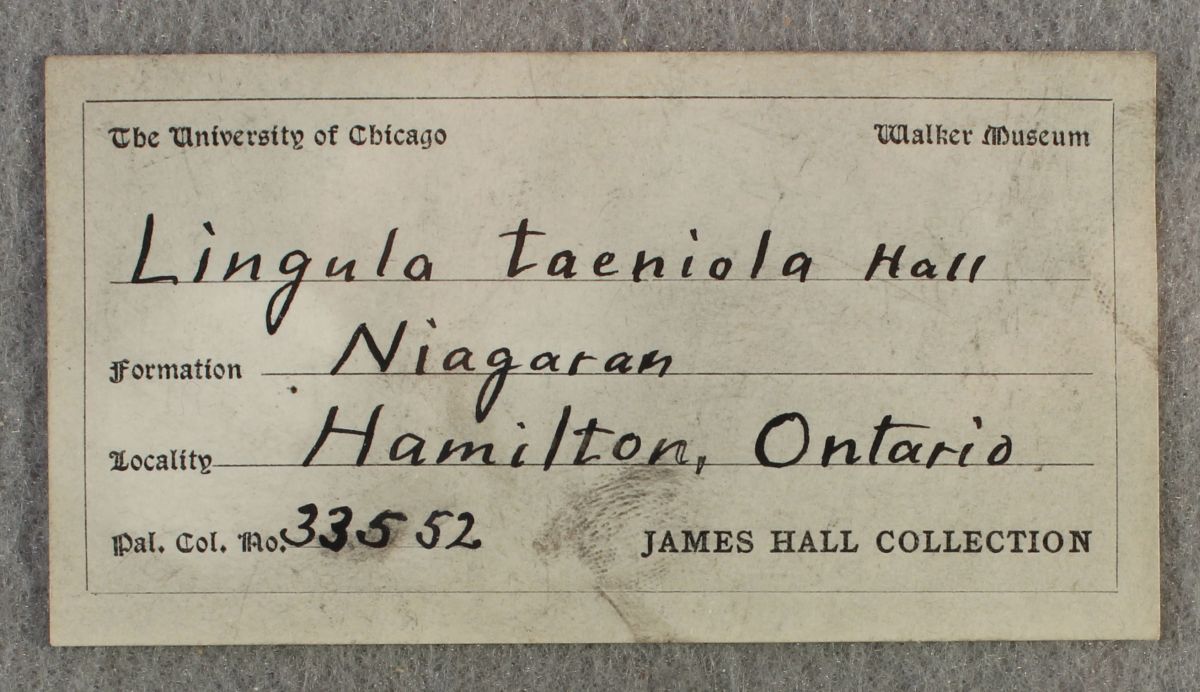 The University of Chicago Walker Museum
Lingula taeniola Hall
Formation Niagaran
Locality Hamilton, Ontario
Pal. Col. No. 33552 JAMES HALL COLLECTION